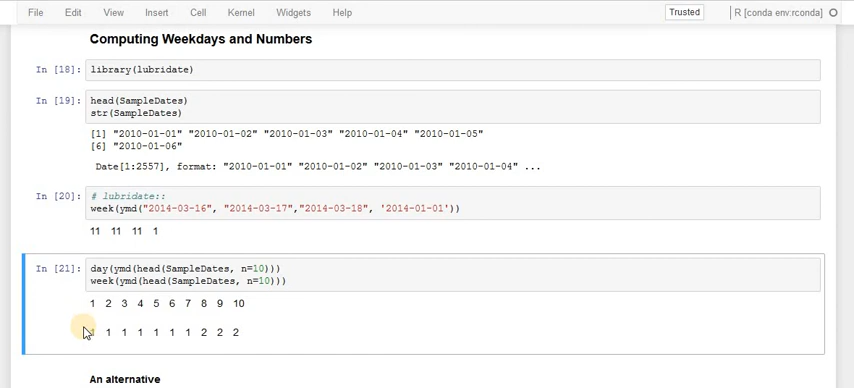 File Edit View Insert Cell Kernel Widgets Help Trusted R [conda env:rconda]
Computing Weekdays and Numbers
In [18]: library(lubridate)
In [19]: head(SampleDates)
str(SampleDates)
[1] "2010-01-01" "2010-01-02" "2010-01-03" "2010-01-04" "2010-01-05"
[6] "2010-01-06"
Date[1:2557], format: "2010-01-01" "2010-01-02" "2010-01-03" "2010-01-04" ...
In [20]: # lubridate::
week(ymd("2014-03-16", "2014-03-17","2014-03-18", '2014-01-01'))
11 11 11 1
In [21]: day(ymd(head(SampleDates, n=10)))
week(ymd(head(SampleDates, n=10)))
1 2 3 4 5 6 7 8 9 10
1 1 1 1 1 1 1 2 2 2
An alternative